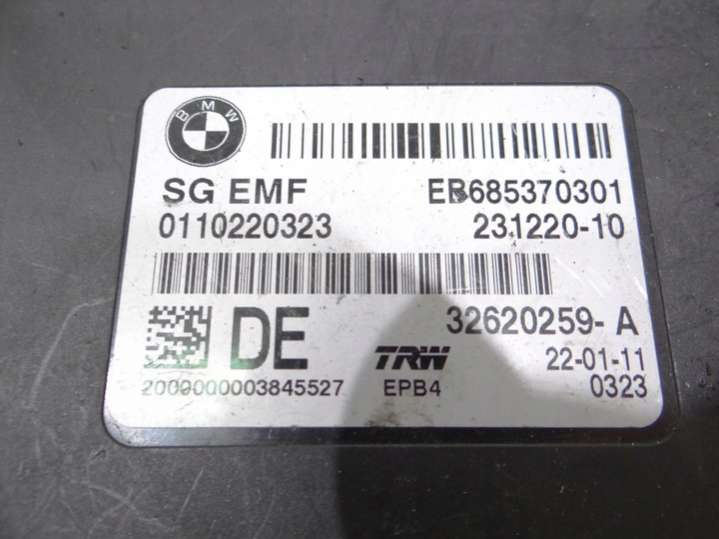 BMW
SG EMF EB685370301
0110220323 231220-10
DE 32620259- A
TRW 22-01-11
2009000003845527 EPB4 0323